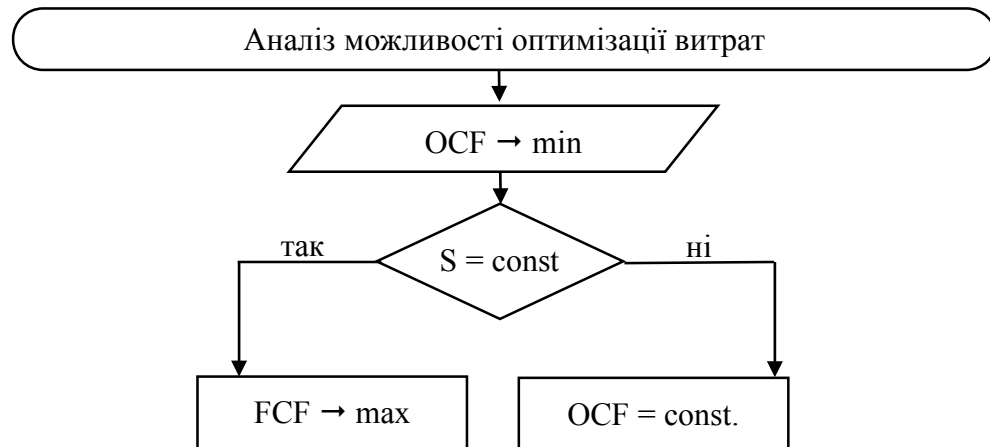 Аналіз можливості оптимізації витрат
OCF → min
так
S = const
ні
FCF → max
OCF = const.